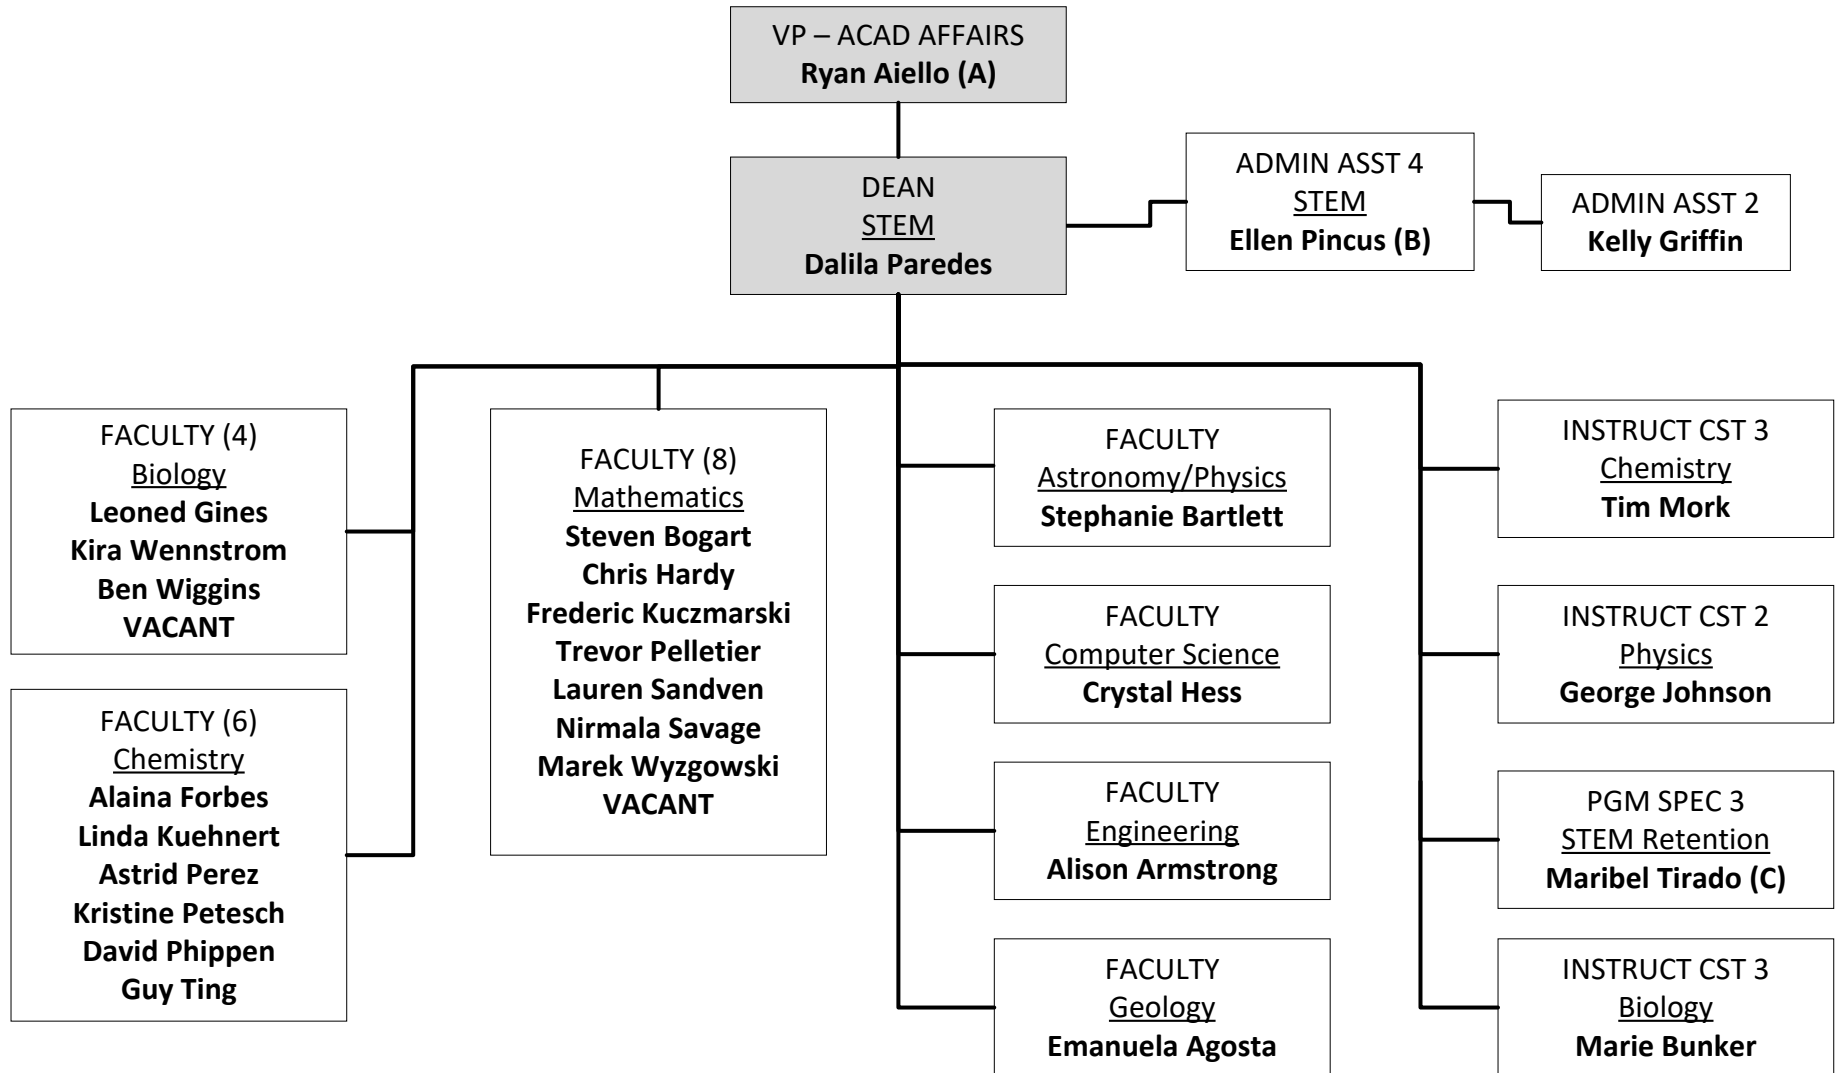 VP – ACAD AFFAIRS
Ryan Aiello (A)
DEAN
STEM
Dalila Paredes
ADMIN ASST 4
STEM
Ellen Pincus (B)
ADMIN ASST 2
Kelly Griffin
FACULTY (4)
Biology
Leoned Gines
Kira Wennstrom
Ben Wiggins
VACANT
FACULTY (6)
Chemistry
Alaina Forbes
Linda Kuehnert
Astrid Perez
Kristine Petesch
David Phippen
Guy Ting
FACULTY (8)
Mathematics
Steven Bogart
Chris Hardy
Frederic Kuczmarski
Trevor Pelletier
Lauren Sandven
Nirmala Savage
Marek Wyzgowski
VACANT
FACULTY
Astronomy/Physics
Stephanie Bartlett
FACULTY
Computer Science
Crystal Hess
FACULTY
Engineering
Alison Armstrong
FACULTY
Geology
Emanuela Agosta
INSTRUCT CST 3
Chemistry
Tim Mork
INSTRUCT CST 2
Physics
George Johnson
PGM SPEC 3
STEM Retention
Maribel Tirado (C)
INSTRUCT CST 3
Biology
Marie Bunker